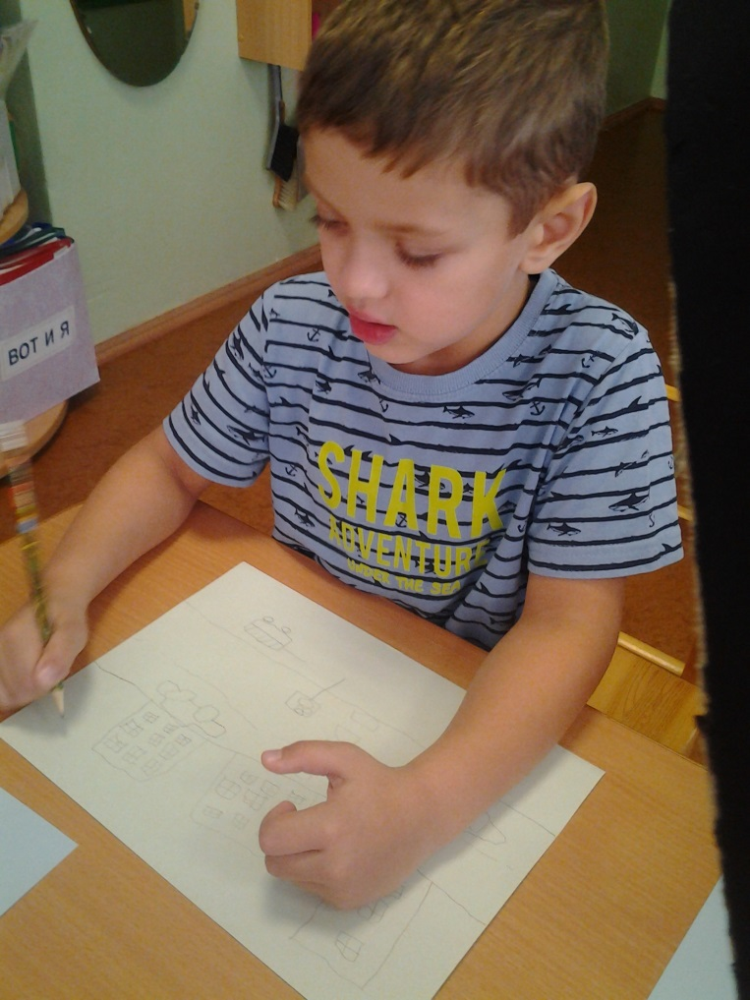 ВОТ И Я
SHARK
ADVENTURE
UNDER THE SEA